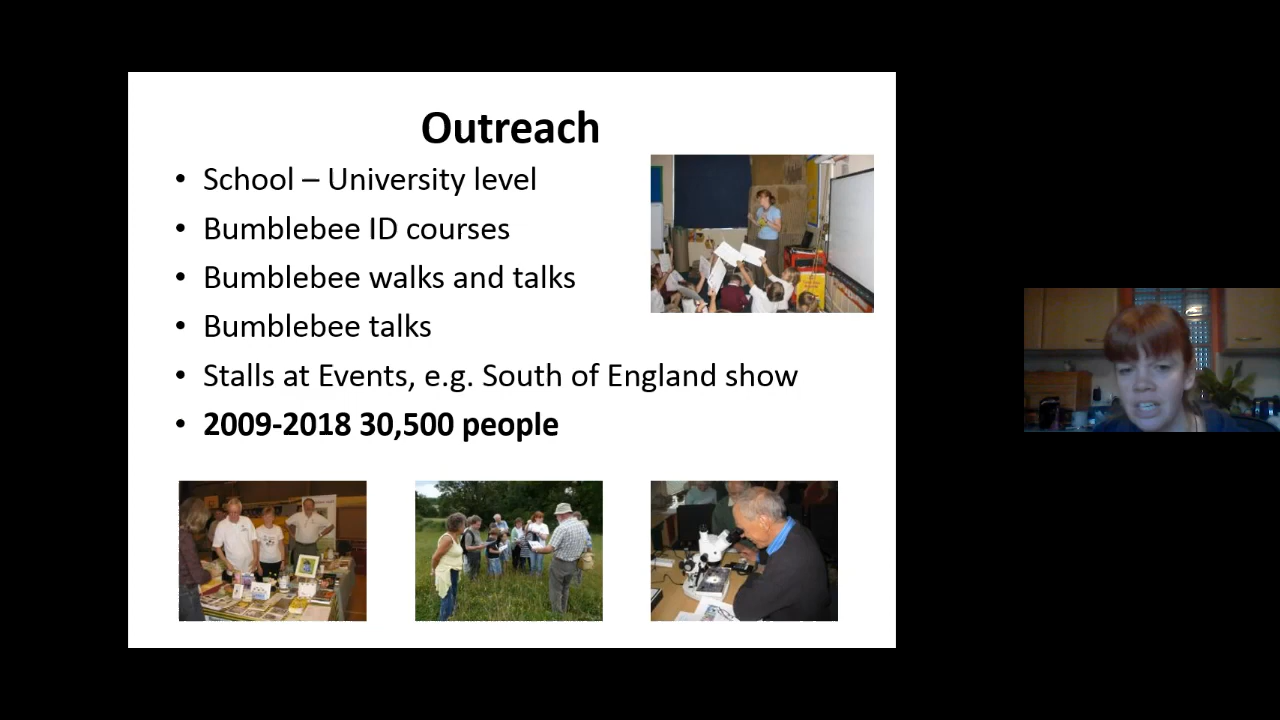 Outreach
• School – University level
• Bumblebee ID courses
• Bumblebee walks and talks
• Bumblebee talks
• Stalls at Events, e.g. South of England show
• 2009-2018 30,500 people